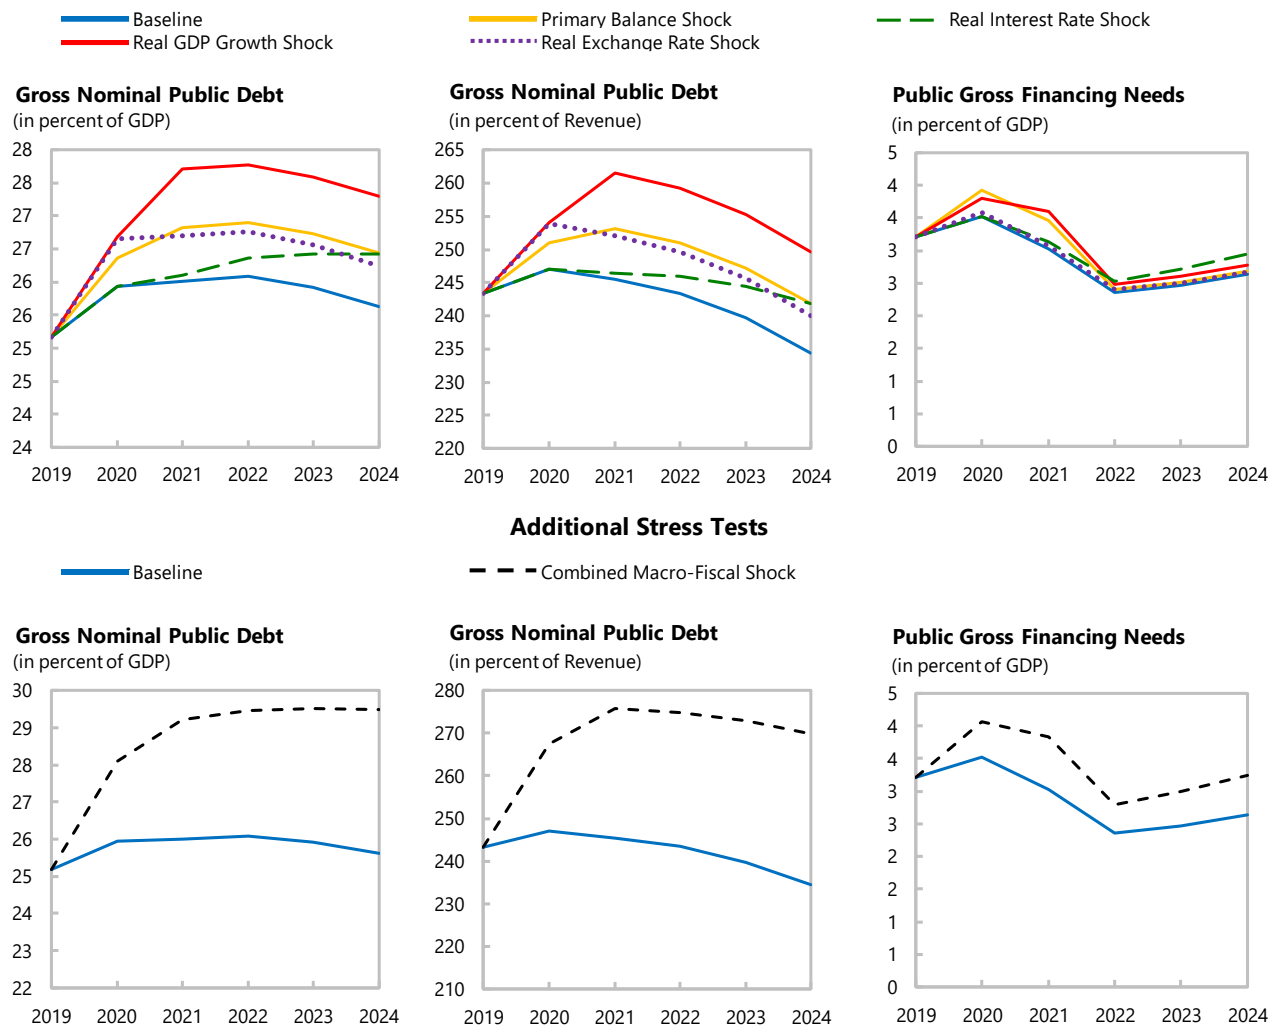 Baseline
Primary Balance Shock
Real Interest Rate Shock
Real GDP Growth Shock
Real Exchange Rate Shock
Gross Nominal Public Debt
(in percent of GDP)
28
28
27
27
26
26
25
25
24
24
2019 2020 2021 2022 2023 2024
Gross Nominal Public Debt
(in percent of Revenue)
265
260
255
250
245
240
235
230
225
220
2019 2020 2021 2022 2023 2024
Public Gross Financing Needs
(in percent of GDP)
5
4
4
3
3
2
2
1
1
0
2019 2020 2021 2022 2023 2024
Additional Stress Tests
Baseline
Combined Macro-Fiscal Shock
Gross Nominal Public Debt
(in percent of GDP)
30
29
28
27
26
25
24
23
22
2019 2020 2021 2022 2023 2024
Gross Nominal Public Debt
(in percent of Revenue)
280
270
260
250
240
230
220
210
2019 2020 2021 2022 2023 2024
Public Gross Financing Needs
(in percent of GDP)
5
4
4
3
3
2
2
1
1
0
2019 2020 2021 2022 2023 2024